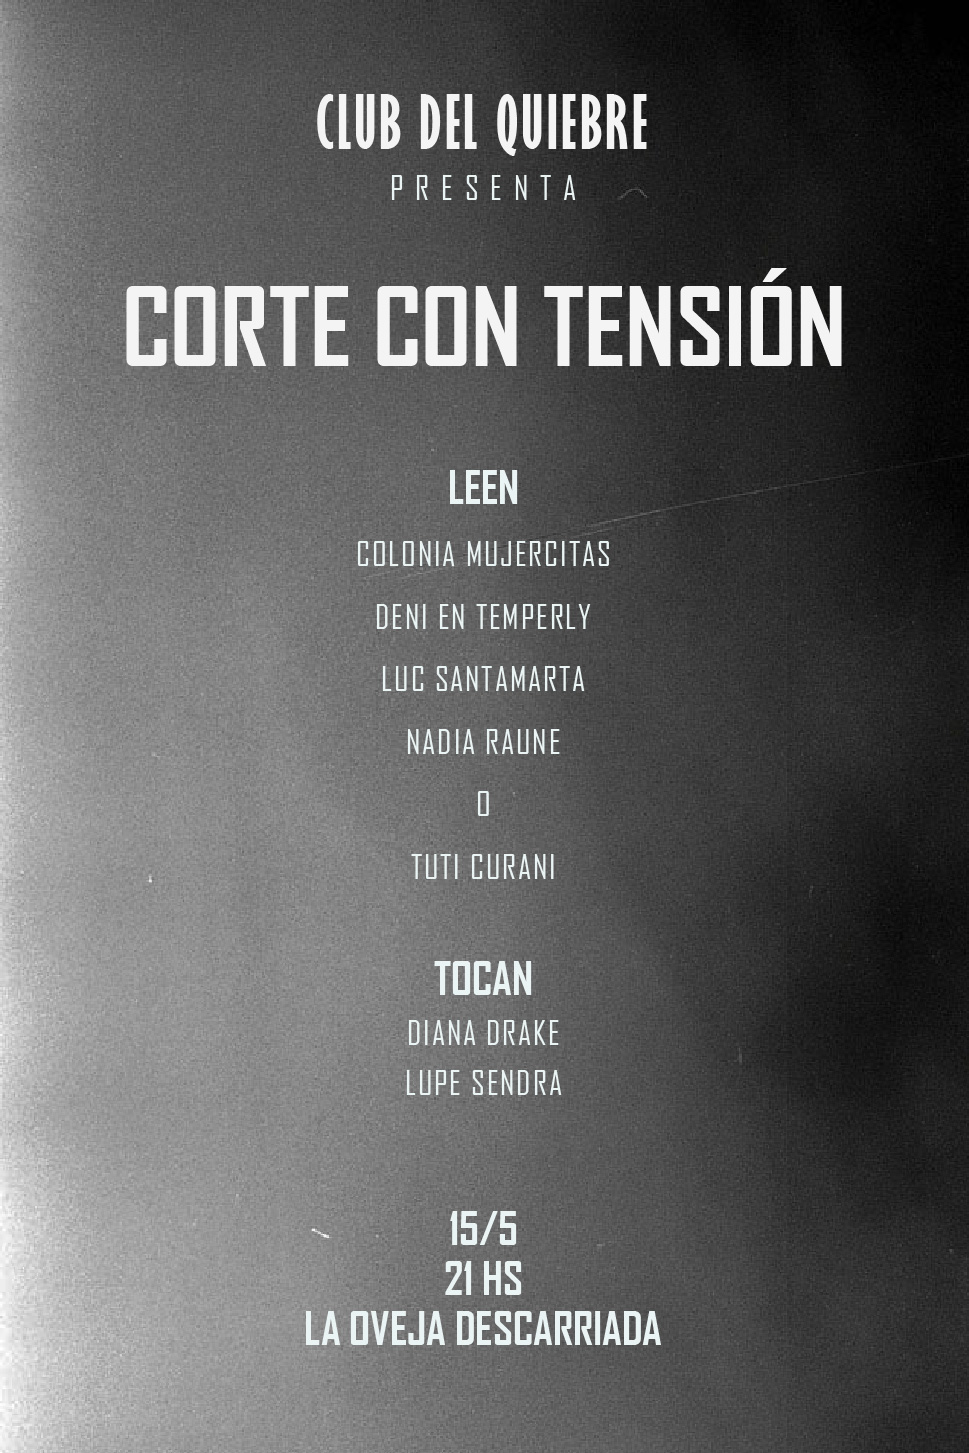 CLUB DEL QUIEBRE
PRESENTA
CORTE CON TENSIÓN
LEEN
COLONIA MUJERCITAS
DENI EN TEMPERLY
LUC SANTAMARTA
NADIA RAUNE
O
TUTI CURANI
TOCAN
DIANA DRAKE
LUPE SENDRA
15/5
21 HS
LA OVEJA DESCARRIADA